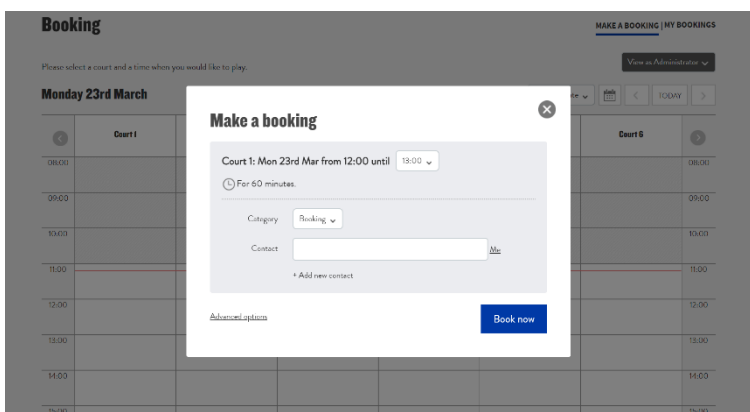 Booking
MAKE A BOOKING | MY BOOKINGS
Please select a court and a time when you would like to play.
View as Administrator
Monday 23rd March
TODAY
Court 1
Court 6
Make a booking
Court 1: Mon 23rd Mar from 12:00 until 13:00
For 60 minutes.
Category Booking
Contact Me
+ Add new contact
Advanced options
Book now
08:00 08:00
09:00 09:00
10:00 10:00
11:00 11:00
12:00 12:00
13:00 13:00
14:00 14:00
15:00 15:00